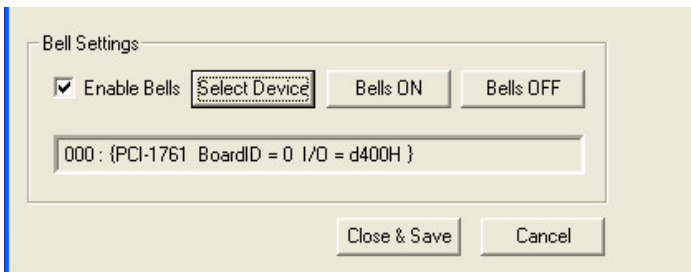 Bell Settings
Enable Bells Select Device Bells ON Bells OFF
000 : {PCI-1761 BoardID = 0 I/O = d400H }
Close & Save Cancel